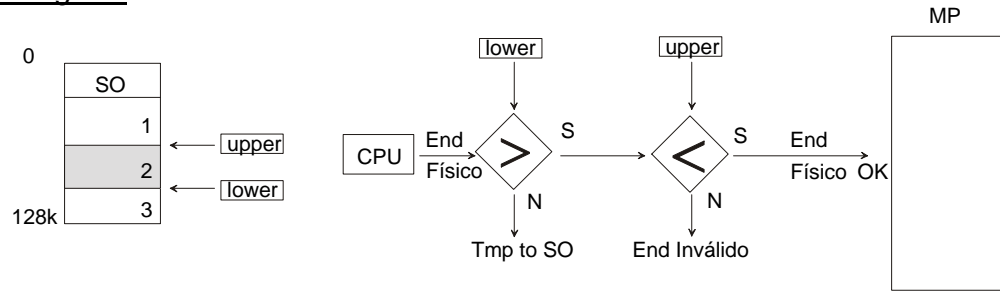 MP
0
SO
1
2
3
128k
upper
lower
lower
upper
CPU
End
Físico
>
S
N
Tmp to SO
<
S
N
End Inválido
End
Físico OK